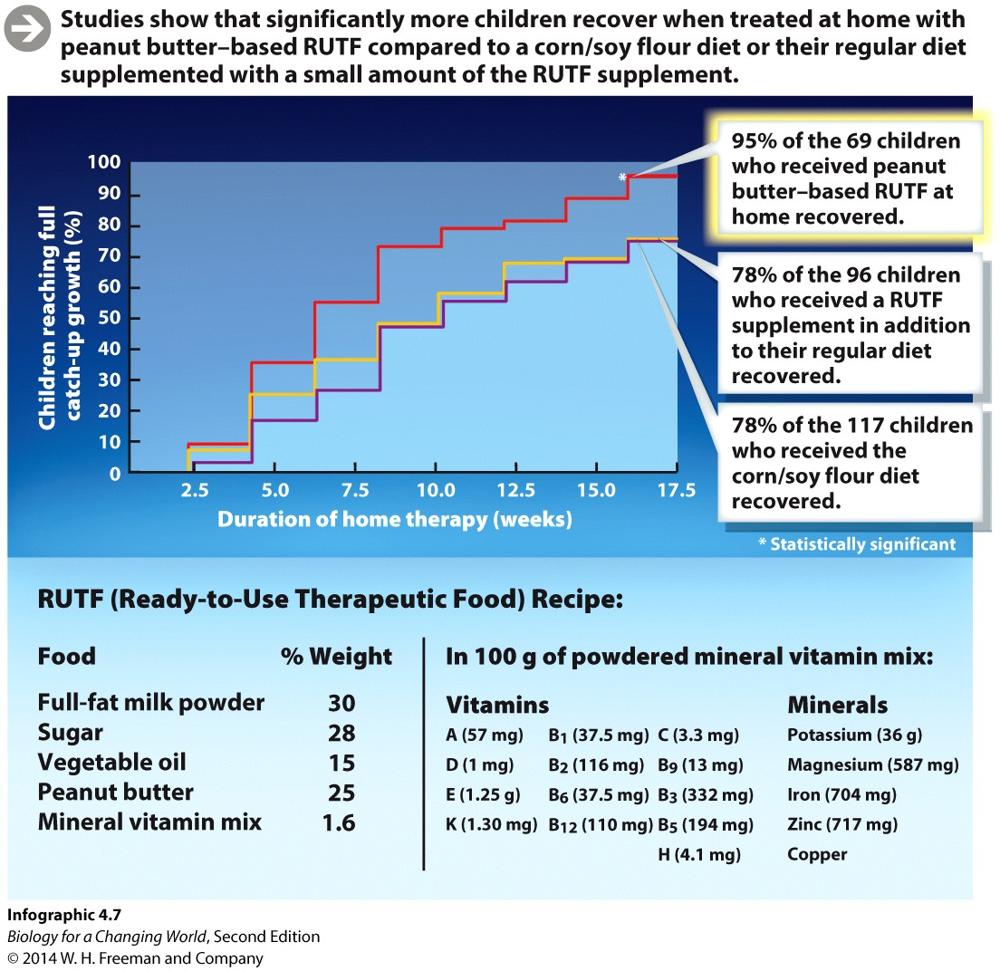 Studies show that significantly more children recover when treated at home with
peanut butter–based RUTF compared to a corn/soy flour diet or their regular diet
supplemented with a small amount of the RUTF supplement.
Children reaching full
catch-up growth (%)
100
90
80
70
60
50
40
30
20
10
0
2.5 5.0 7.5 10.0 12.5 15.0 17.5
Duration of home therapy (weeks)
*
95% of the 69 children
who received peanut
butter–based RUTF at
home recovered.
78% of the 96 children
who received a RUTF
supplement in addition
to their regular diet
recovered.
78% of the 117 children
who received the
corn/soy flour diet
recovered.
* Statistically significant
RUTF (Ready-to-Use Therapeutic Food) Recipe:
Food % Weight
Full-fat milk powder 30
Sugar 28
Vegetable oil 15
Peanut butter 25
Mineral vitamin mix 1.6
In 100 g of powdered mineral vitamin mix:
Vitamins Minerals
A (57 mg) B1 (37.5 mg) C (3.3 mg) Potassium (36 g)
D (1 mg) B2 (116 mg) B9 (13 mg) Magnesium (587 mg)
E (1.25 g) B6 (37.5 mg) B3 (332 mg) Iron (704 mg)
K (1.30 mg) B12 (110 mg) B5 (194 mg) Zinc (717 mg)
H (4.1 mg) Copper
Infographic 4.7
Biology for a Changing World, Second Edition
© 2014 W. H. Freeman and Company